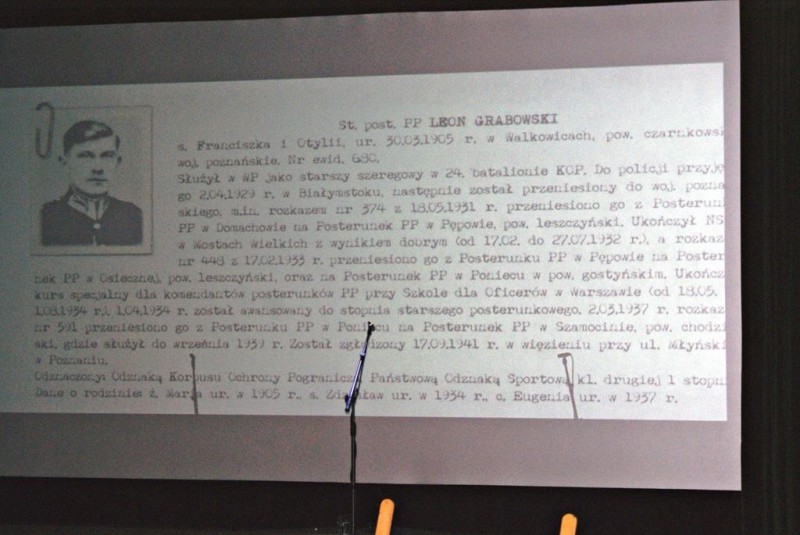 St. post. PP LEON GRABOWSKI
s. Franciszka i Otylii, ur. 30.03.1905 r. w Walkowicach, pow. czarnkows
woj. poznańskie. Nr ewid. 680.
Służył w WP jako starszy szeregowy w 24. batalionie KOP. Do policji przyję
go 2.04.1929 r. w Białymstoku, następnie został przeniesiony do woj. pozna
skiego, m.in. rozkazem nr 374 z 18.05.1931 r. przeniesiono go z Posterun
PP w Domachowie na Posterunek PP w Pępowie, pow. leszczyński. Ukończył NS
w Mostach Wielkich z wynikiem dobrym (od 17.02. do 27.07.1932 r.), a rozkaz
nr 448 z 17.02.1933 r. przeniesiono go z Posterunku PP w Pępowie na Poster
nek PP w Osiecznej, pow. leszczyński, oraz na Posterunek PP w Poniecu w pow. gostyńskim. Ukończ
kurs specjalny dla komendantów posterunków PP przy Szkole dla Oficerów w Warszawie (od 18.05.
1.08.1934 r.). 1.04.1934 r. został awansowany do stopnia starszego posterunkowego. 2.03.1937 r. rozkaz
nr 591 przeniesiono go z Posterunku PP w Poniecu na Posterunek PP w Szamocinie, pow. chodzi
ski, gdzie służył do września 1939 r. Został zgłoszony 17.09.1941 r. w więzieniu przy ul. Młyńsk
w Poznaniu.
Odznaczony: Odznaką Korpusu Ochrony Pogranicza, Państwową Odznaką Sportową kl. drugiej 1 stopn
Dane o rodzinie: ż. Maria ur. w 1905 r., s. Zdzisław ur. w 1934 r., c. Eugenia ur. w 1937 r.